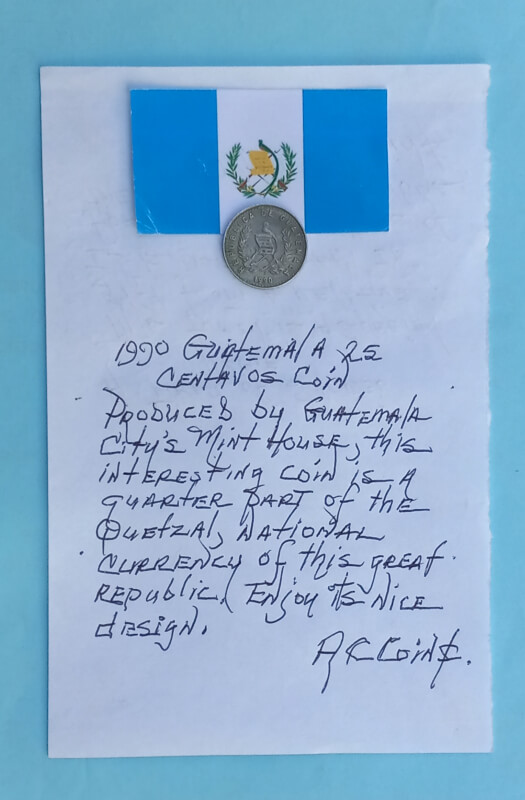 1990 GUATEMALA 25
CENTAVOS COIN
PRODUCED by GUATEMALA
CITY'S MINT HOUSE, this
INTERESTING COIN IS A
QUARTER PART of the
QUETZAL, NATIONAL
CURRENCY of this great
REPUBLIC. ENJOY ITS NICE
design.